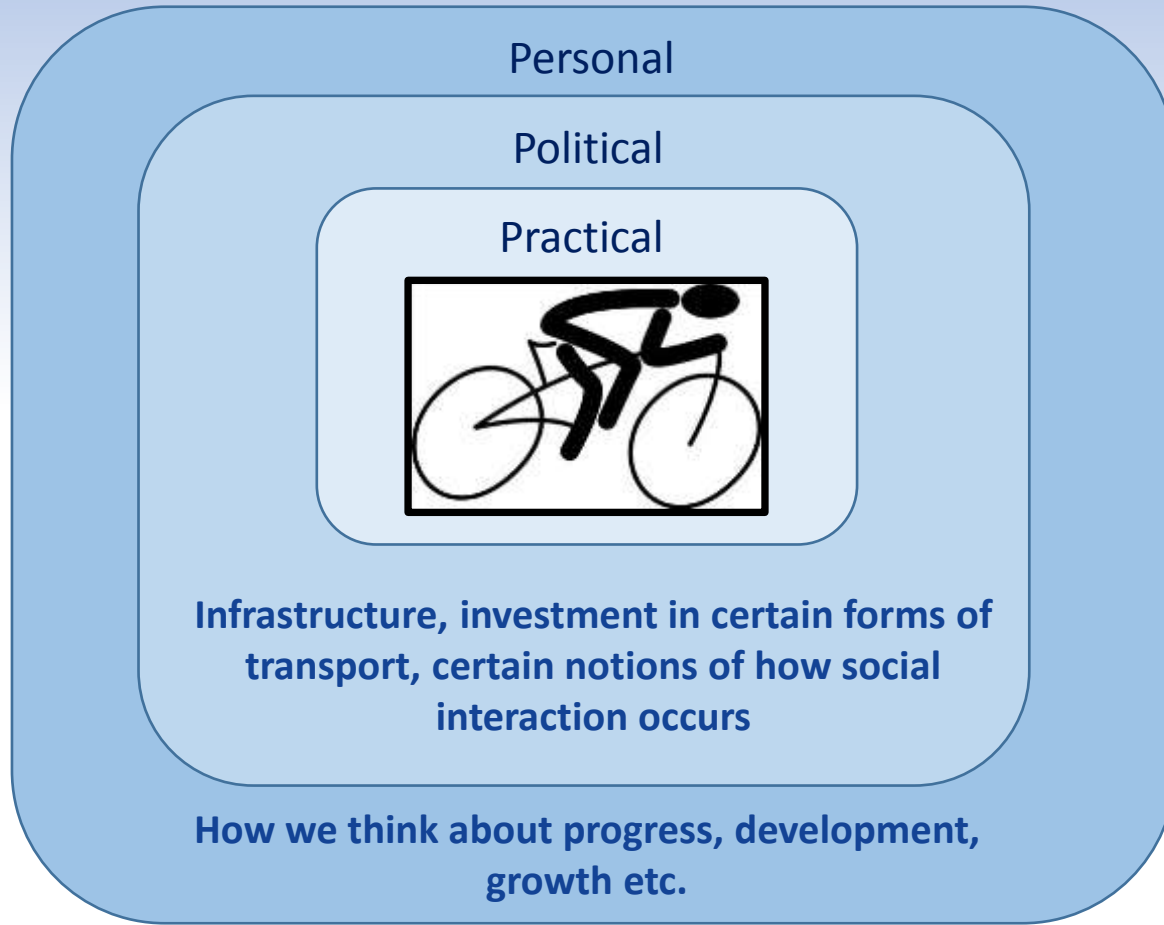 Personal
Political
Practical
Infrastructure, investment in certain forms of
transport, certain notions of how social
interaction occurs
How we think about progress, development,
growth etc.